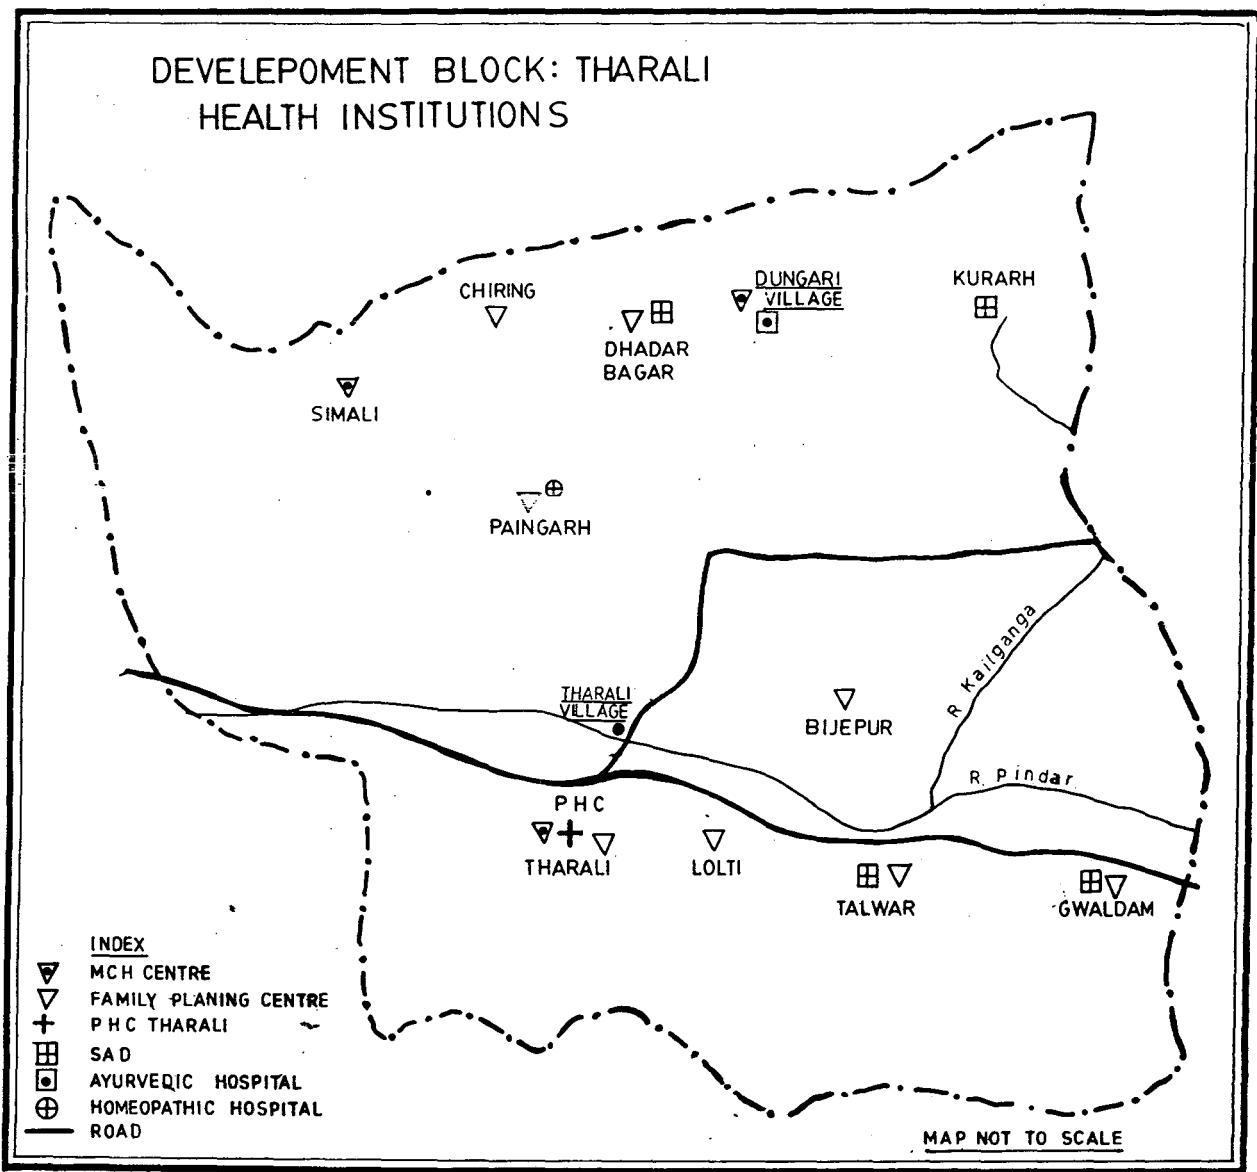 DEVELEPOMENT BLOCK: THARALI
HEALTH INSTITUTIONS
CHIRING
DUNGARI
VILLAGE
KURARH
DHADAR
BAGAR
SIMALI
PAINGARH
R Kailganga
THARALI
VILLAGE
BIJEPUR
R. Pindar
PHC
THARALI
LOLTI
TALWAR
GWALDAM
INDEX
MCH CENTRE
FAMILY PLANING CENTRE
PHC THARALI
SAD
AYURVEDIC HOSPITAL
HOMEOPATHIC HOSPITAL
ROAD
MAP NOT TO SCALE